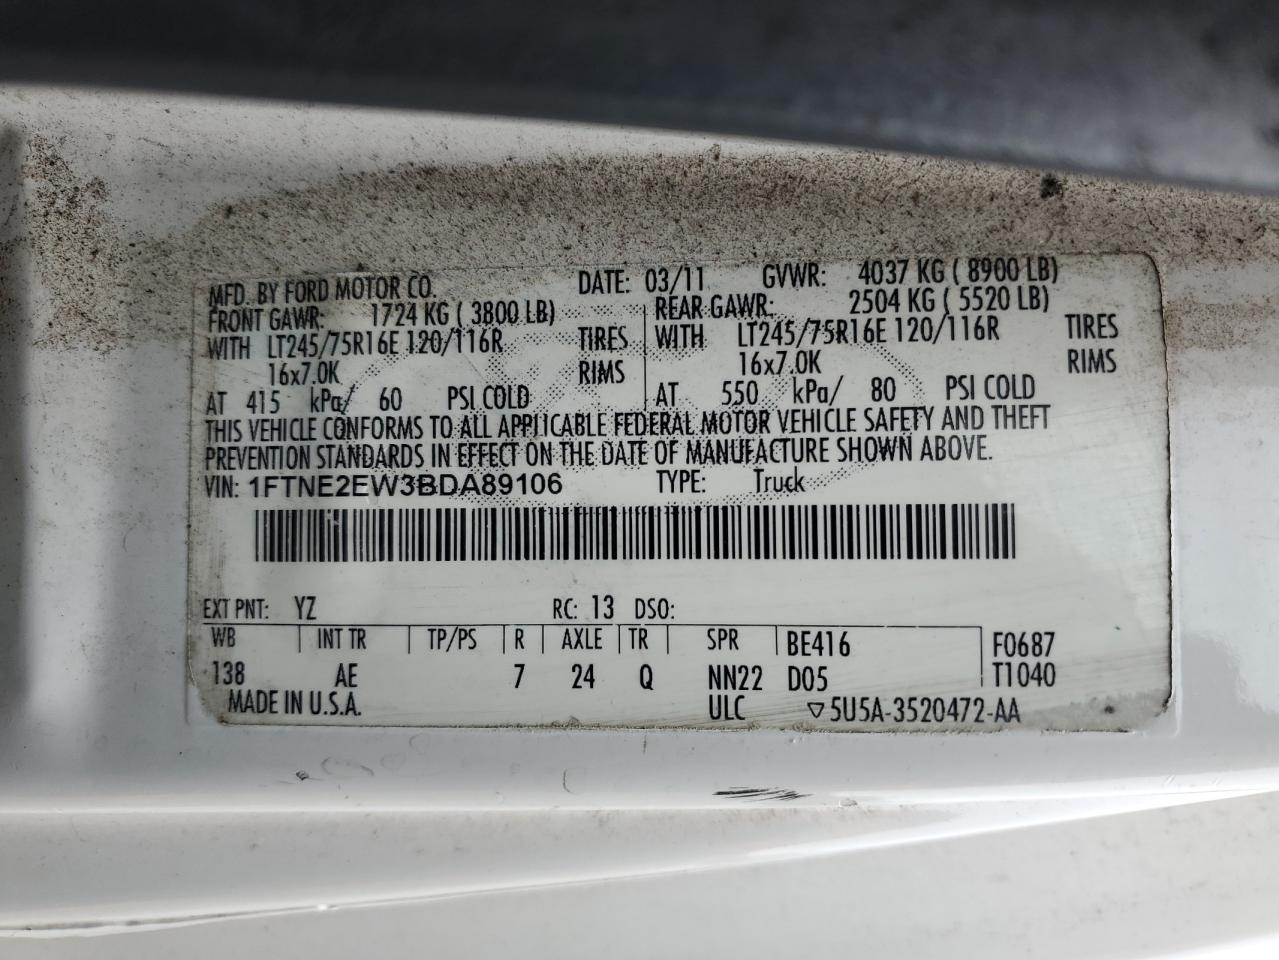 MFD. BY FORD MOTOR CO. DATE: 03/11 GVWR: 4037 KG ( 8900 LB)
FRONT GAWR: 1724 KG ( 3800 LB) REAR GAWR: 2504 KG ( 5520 LB)
WITH LT245/75R16E 120/116R TIRES WITH LT245/75R16E 120/116R TIRES
16x7.0K RIMS 16x7.0K RIMS
AT 415 kPa/ 60 PSI COLD AT 550 kPa/ 80 PSI COLD
THIS VEHICLE CONFORMS TO ALL APPLICABLE FEDERAL MOTOR VEHICLE SAFETY AND THEFT
PREVENTION STANDARDS IN EFFECT ON THE DATE OF MANUFACTURE SHOWN ABOVE.
VIN: 1FTNE2EW3BDA89106 TYPE: Truck
EXT PNT: YZ RC: 13 DSO:
WB INT TR TP/PS R AXLE TR SPR BE416 F0687
138 AE 7 24 Q NN22 D05 T1040
MADE IN U.S.A. ULC ▽5U5A-3520472-AA